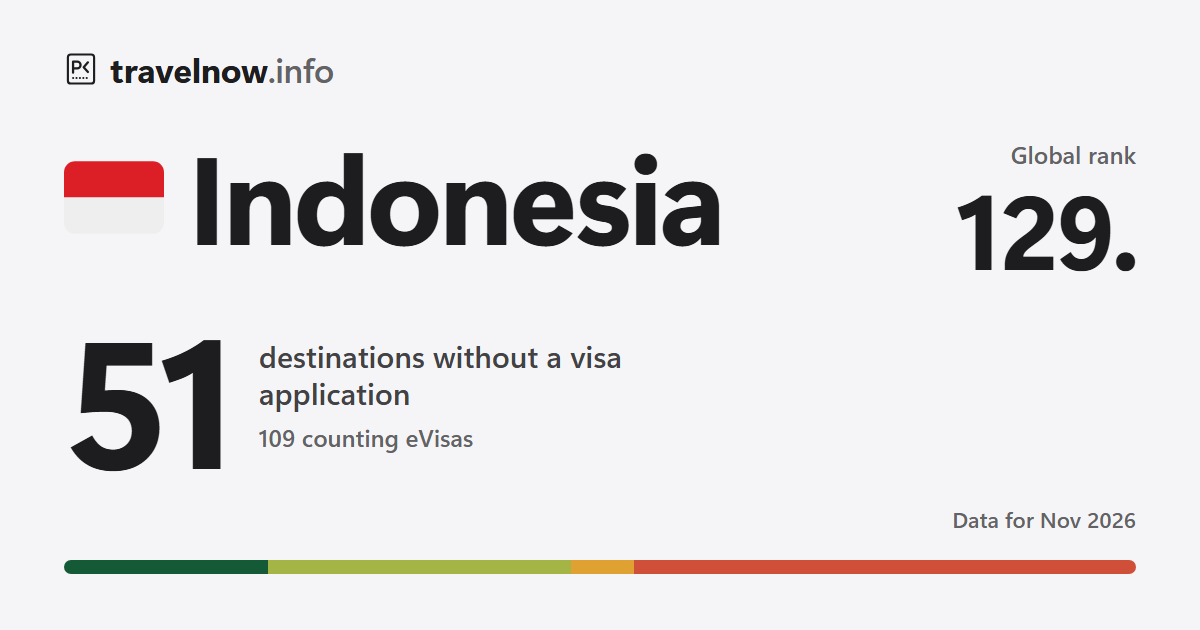 PK
travelnow.info
Indonesia
Global rank
129.
51
destinations without a visa
application
109 counting eVisas
Data for Nov 2026